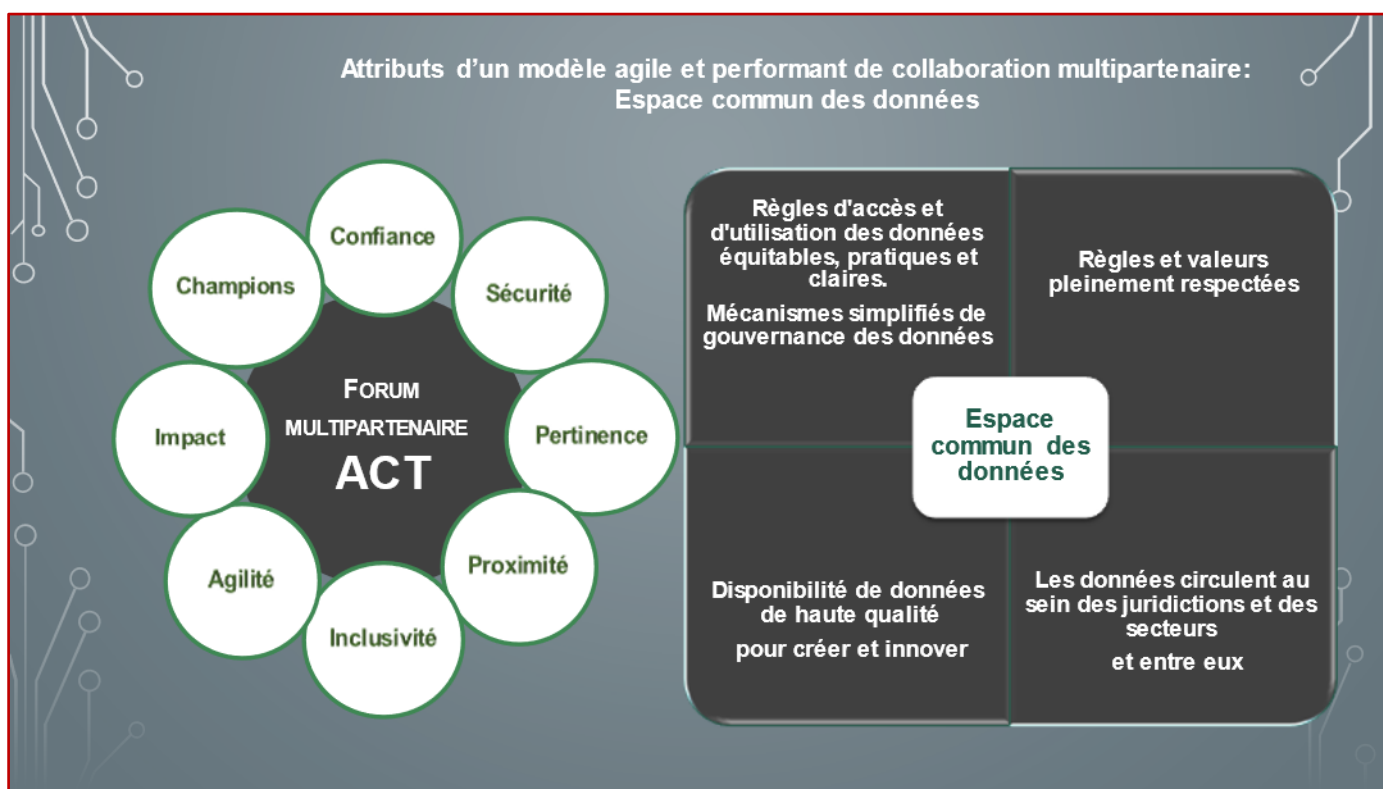 Attributs d’un modèle agile et performant de collaboration multipartenaire:
Espace commun des données
Confiance
Sécurité
Pertinence
Proximité
Inclusivité
Agilité
Impact
Champions
FORUM
MULTIPARTENAIRE
ACT
Règles d'accès et
d'utilisation des données
équitables, pratiques et
claires.
Mécanismes simplifiés de
gouvernance des données
Règles et valeurs
pleinement respectées
Espace
commun des
données
Disponibilité de données
de haute qualité
pour créer et innover
Les données circulent au
sein des juridictions et des
secteurs
et entre eux